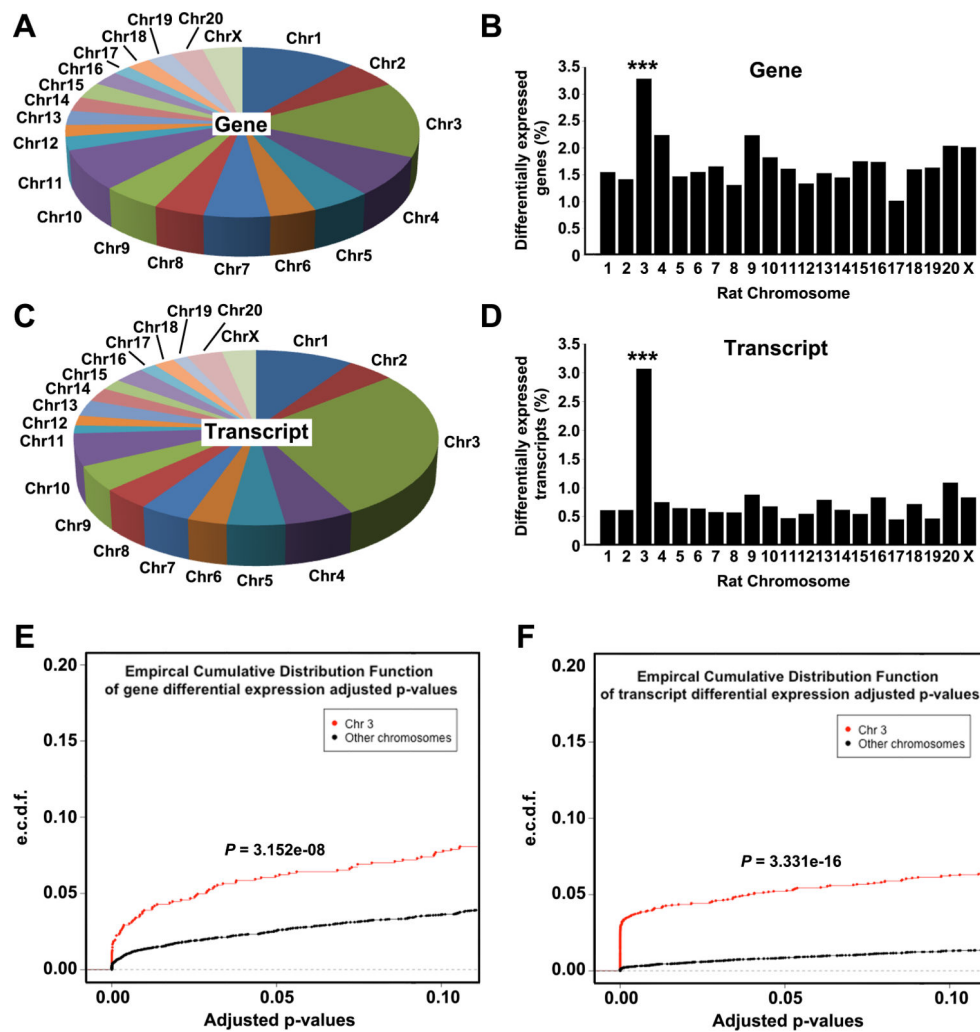 A
Chr19
Chr20
Chr18
ChrX
Chr17
Chr1
Chr16
Chr2
Chr15
Chr14
Chr13
Gene
Chr3
Chr12
Chr11
Chr10
Chr4
Chr9
Chr8
Chr7
Chr6
Chr5
B
***
Gene
Differentially expressed
genes (%)
3.5
3.0
2.5
2.0
1.5
1.0
0.5
0
1 2 3 4 5 6 7 8 9 10 11 12 13 14 15 16 17 18 19 20 X
Rat Chromosome
C
Chr19
Chr20
Chr18
ChrX
Chr17
Chr1
Chr16
Chr2
Chr15
Chr14
Chr13
Chr12
Transcript
Chr3
Chr11
Chr10
Chr9
Chr8
Chr7
Chr6
Chr5
Chr4
D
***
Transcript
Differentially expressed
transcripts (%)
3.5
3.0
2.5
2.0
1.5
1.0
0.5
0
1 2 3 4 5 6 7 8 9 10 11 12 13 14 15 16 17 18 19 20 X
Rat Chromosome
E
Empircal Cumulative Distribution Function
of gene differential expression adjusted p-values
Chr 3
Other chromosomes
P = 3.152e-08
e.c.d.f.
0.20
0.15
0.10
0.05
0.00
0.00 0.05 0.10
Adjusted p-values
F
Empircal Cumulative Distribution Function
of transcript differential expression adjusted p-values
Chr 3
Other chromosomes
P = 3.331e-16
e.c.d.f.
0.20
0.15
0.10
0.05
0.00
0.00 0.05 0.10
Adjusted p-values